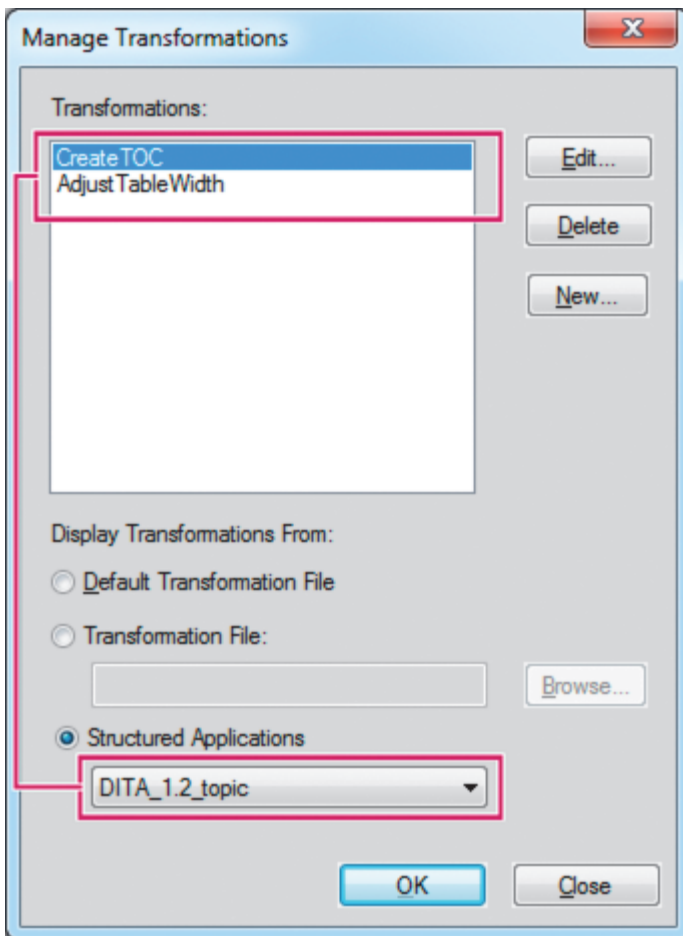 Manage Transformations
Transformations:
CreateTOC
AdjustTableWidth
Edit...
Delete
New...
Display Transformations From:
Default Transformation File
Transformation File:
Browse...
Structured Applications
DITA_1.2_topic
OK
Close